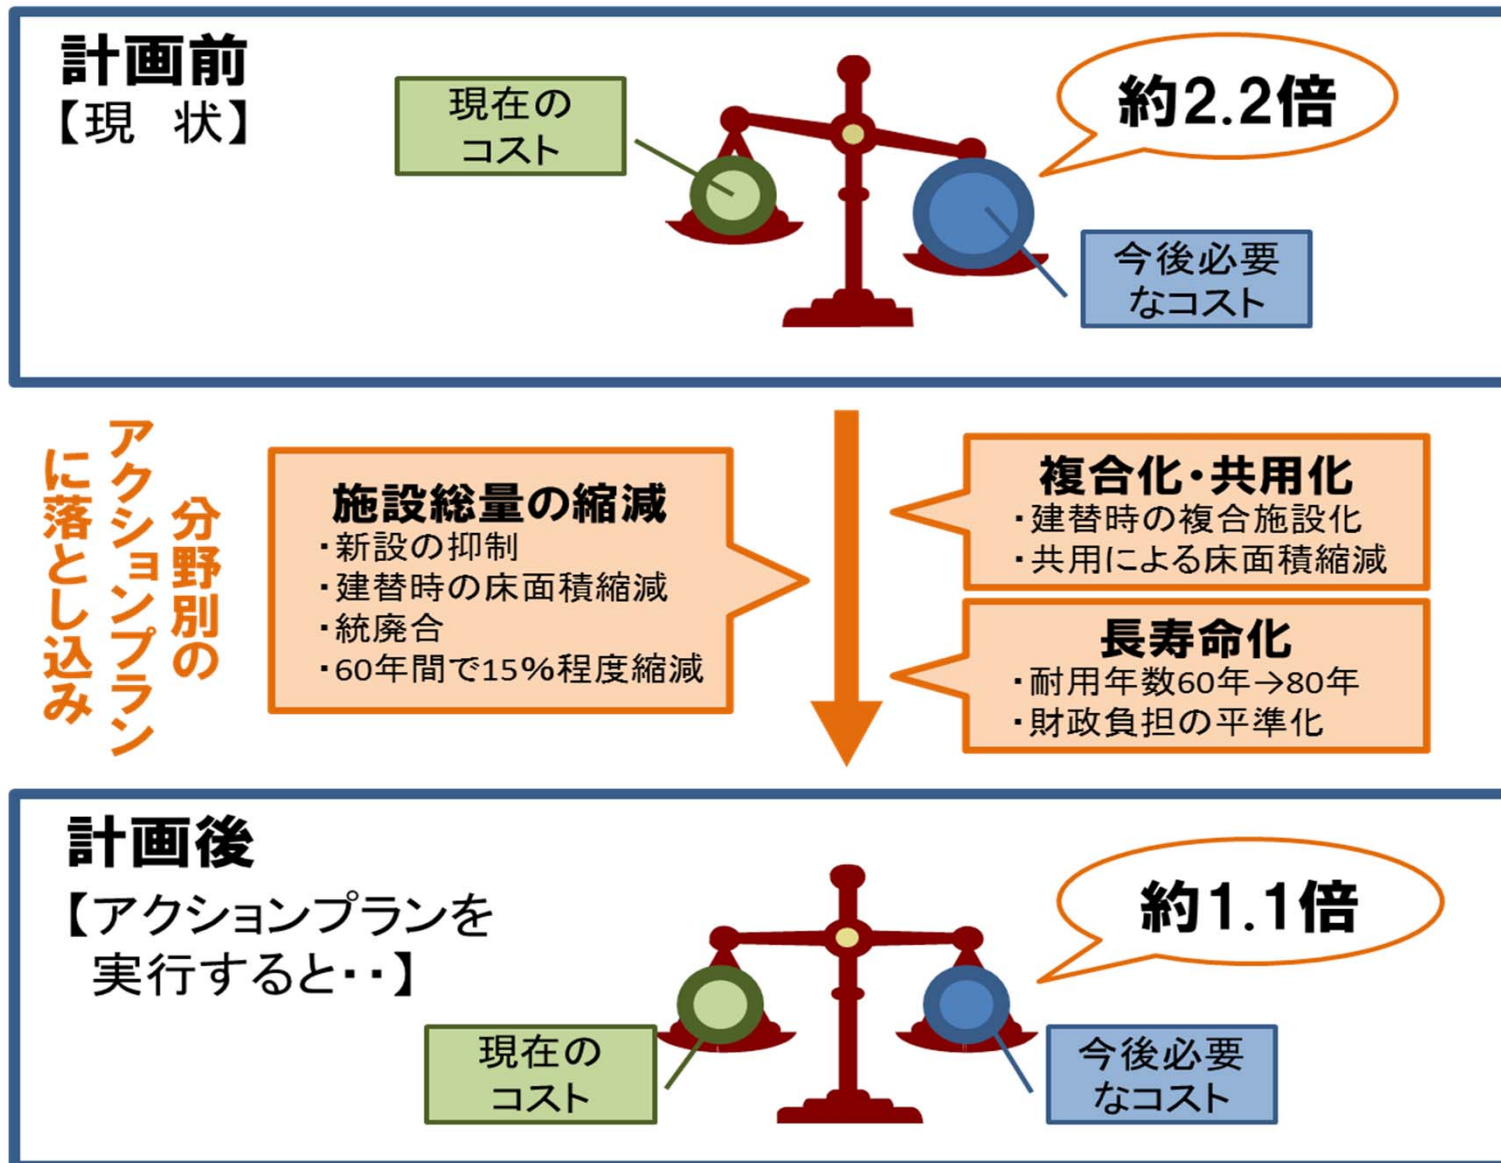 計画前
【現　状】
現在の
コスト
約2.2倍
今後必要
なコスト
分野別の
アクションプラン
に落とし込み
施設総量の縮減
・新設の抑制
・建替時の床面積縮減
・統廃合
・60年間で15%程度縮減
複合化・共用化
・建替時の複合施設化
・共用による床面積縮減
長寿命化
・耐用年数60年→80年
・財政負担の平準化
計画後
【アクションプランを
実行すると・・】
現在の
コスト
約1.1倍
今後必要
なコスト